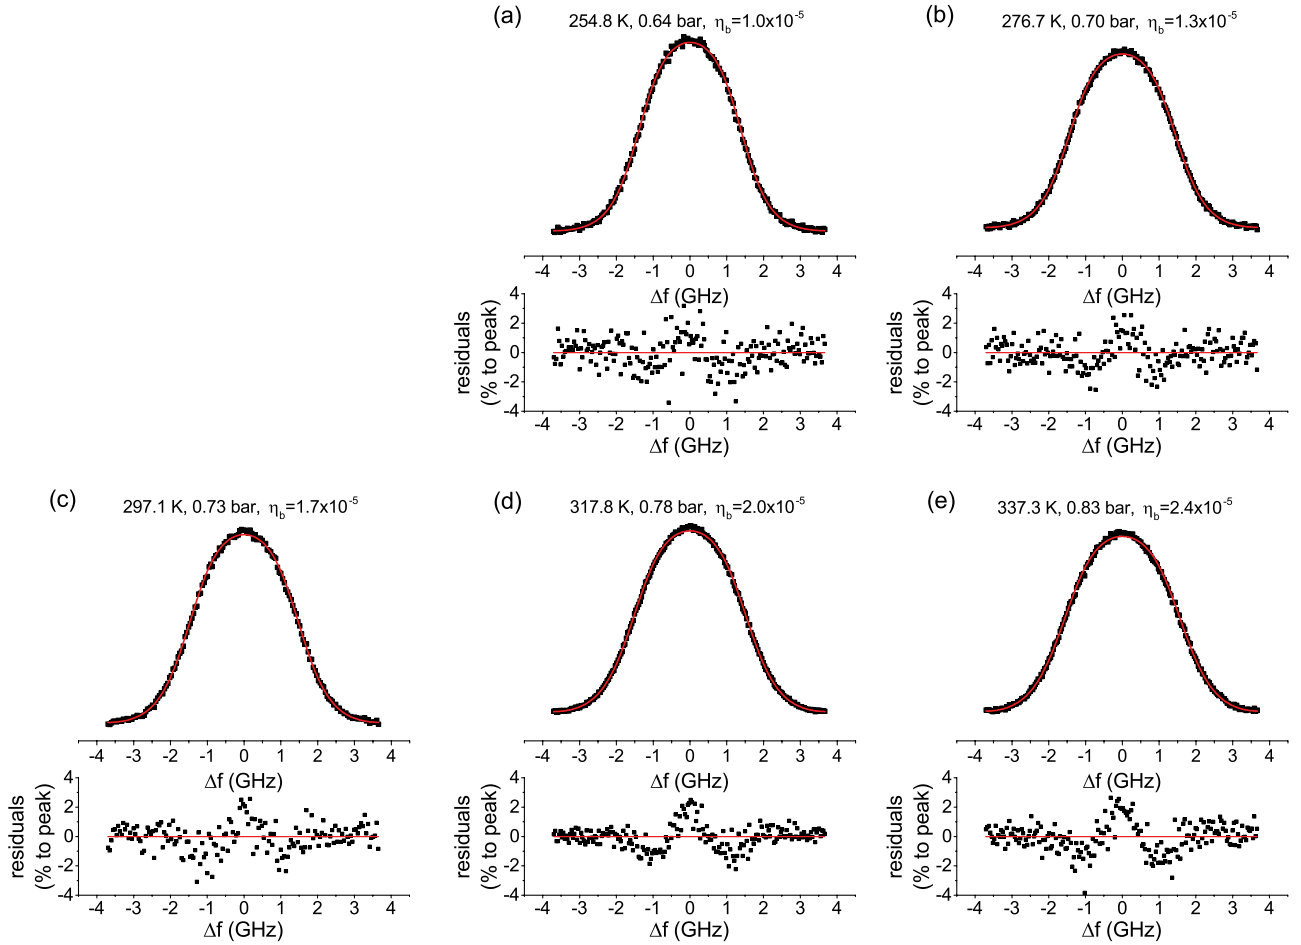 (a)
254.8 K, 0.64 bar, ηb=1.0x10-5
-4 -3 -2 -1 0 1 2 3 4
Δf (GHz)
residuals
(% to peak)
4
2
0
-2
-4
-4 -3 -2 -1 0 1 2 3 4
Δf (GHz)
(b)
276.7 K, 0.70 bar, ηb=1.3x10-5
-4 -3 -2 -1 0 1 2 3 4
Δf (GHz)
residuals
(% to peak)
4
2
0
-2
-4
-4 -3 -2 -1 0 1 2 3 4
Δf (GHz)
(c)
297.1 K, 0.73 bar, ηb=1.7x10-5
-4 -3 -2 -1 0 1 2 3 4
Δf (GHz)
residuals
(% to peak)
4
2
0
-2
-4
-4 -3 -2 -1 0 1 2 3 4
Δf (GHz)
(d)
317.8 K, 0.78 bar, ηb=2.0x10-5
-4 -3 -2 -1 0 1 2 3 4
Δf (GHz)
residuals
(% to peak)
4
2
0
-2
-4
-4 -3 -2 -1 0 1 2 3 4
Δf (GHz)
(e)
337.3 K, 0.83 bar, ηb=2.4x10-5
-4 -3 -2 -1 0 1 2 3 4
Δf (GHz)
residuals
(% to peak)
4
2
0
-2
-4
-4 -3 -2 -1 0 1 2 3 4
Δf (GHz)